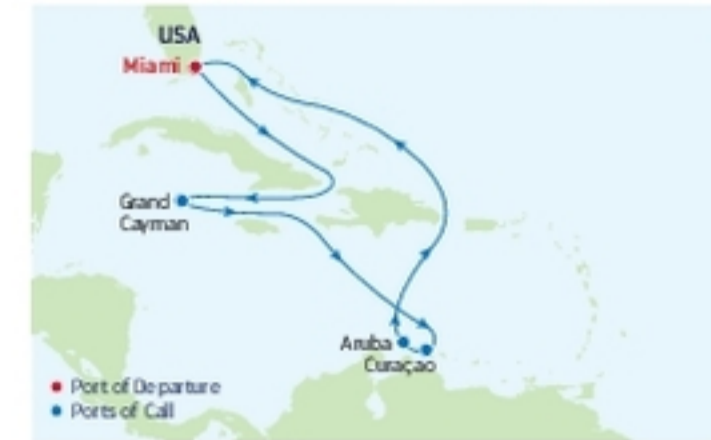 USA
Miami
Grand
Cayman
Aruba
Curaçao
Port of Departure
Ports of Call